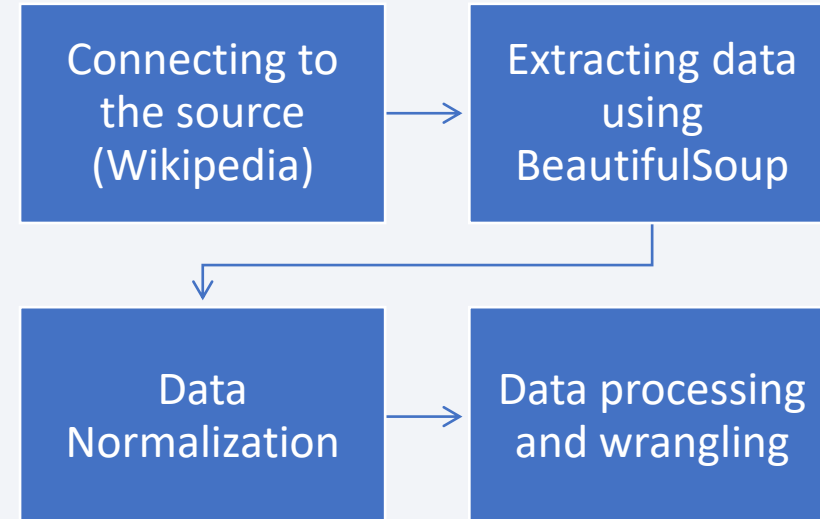 Connecting to
the source
(Wikipedia)
Extracting data
using
BeautifulSoup
Data
Normalization
Data processing
and wrangling